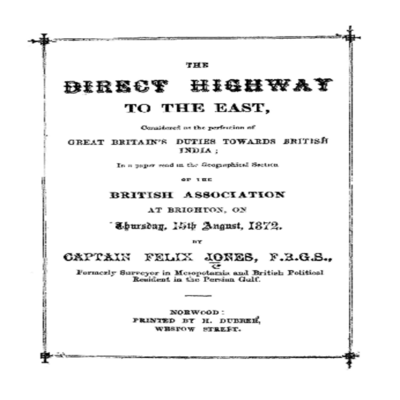 THE
DIRECT HIGHWAY
TO THE EAST,
Considered as the perfection of
GREAT BRITAIN'S DUTIES TOWARDS BRITISH
INDIA;
In a paper read in the Geographical Section
OF THE
BRITISH ASSOCIATION
AT BRIGHTON, ON
Thursday, 15th August, 1872.
BY
CAPTAIN FELIX JONES, F.R.G.S.,
Formerly Surveyor in Mesopotamia and British Political
Resident in the Persian Gulf.
NORWOOD:
PRINTED BY H. DUBBER,
WESTOW STREET.